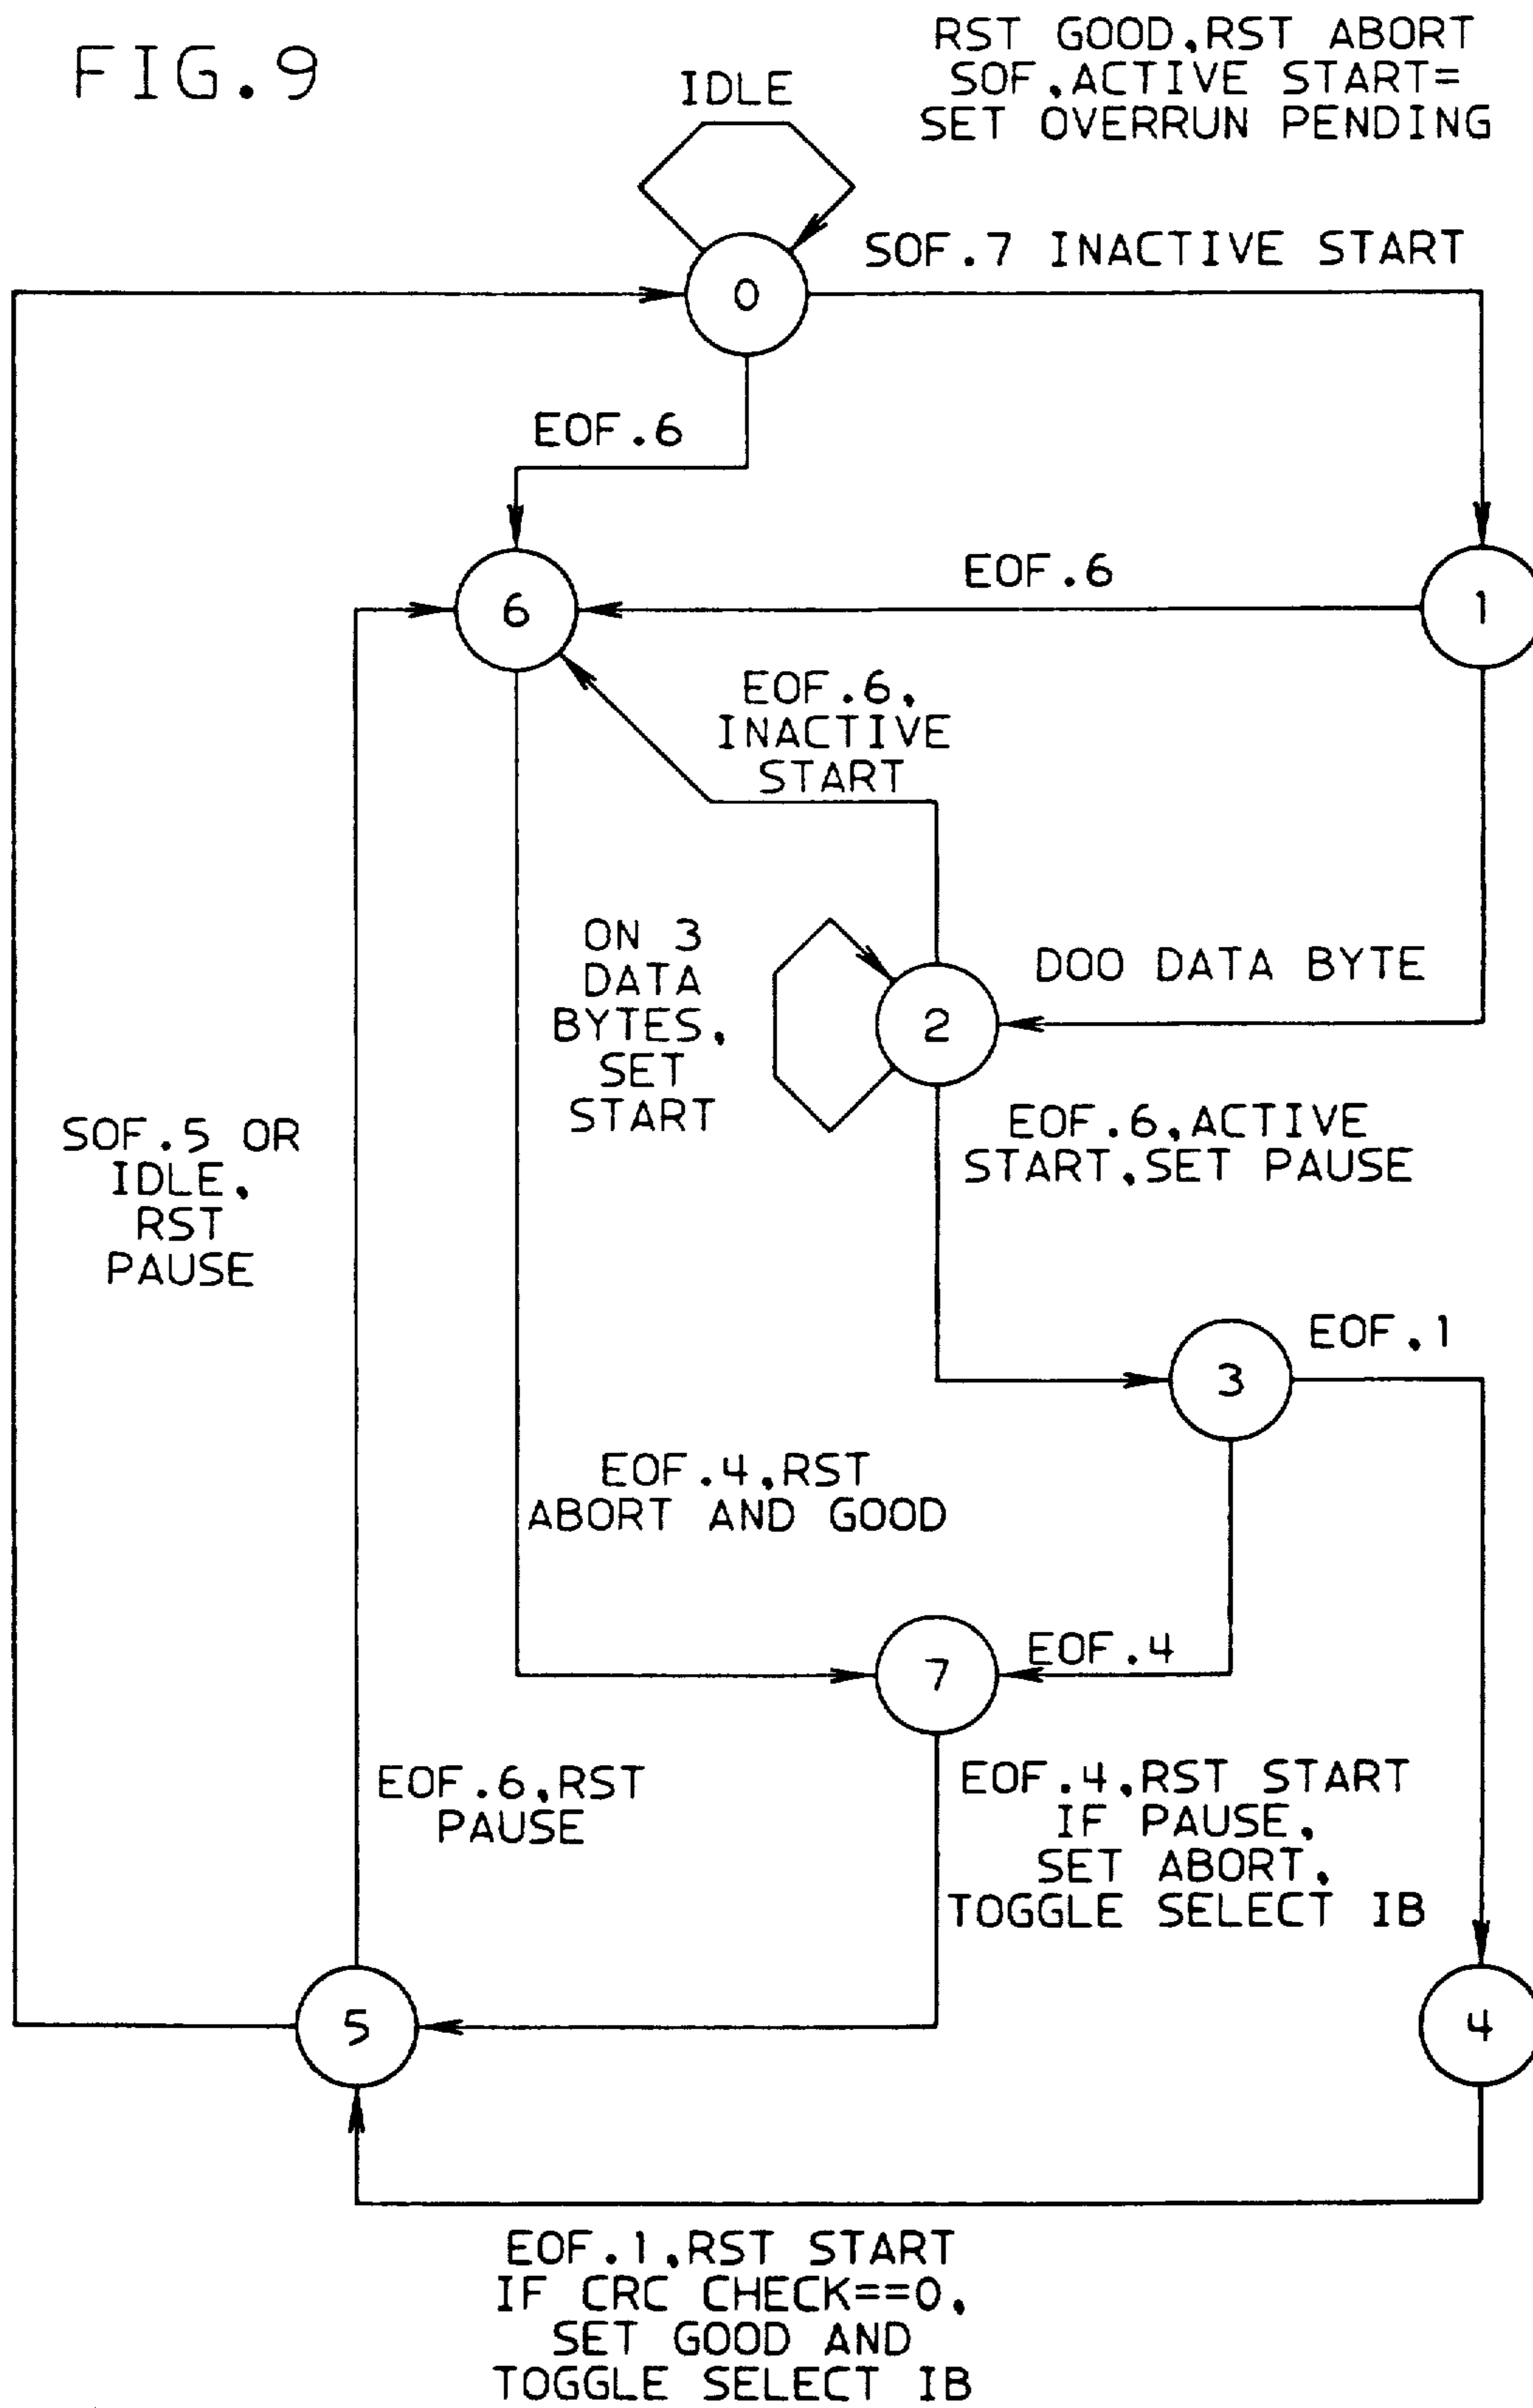 FIG.9
RST GOOD,RST ABORT
SOF,ACTIVE START=
SET OVERRUN PENDING
IDLE
SOF.7 INACTIVE START
0
EOF.6
EOF.6
6
1
EOF.6,
INACTIVE
START
ON 3
DATA
BYTES,
SET
START
D00 DATA BYTE
2
SOF.5 OR
IDLE,
RST
PAUSE
EOF.6,ACTIVE
START,SET PAUSE
EOF.1
3
EOF.4,RST
ABORT AND GOOD
EOF.4
7
EOF.6,RST
PAUSE
EOF.4,RST START
IF PAUSE,
SET ABORT,
TOGGLE SELECT IB
5
4
EOF.1,RST START
IF CRC CHECK==0,
SET GOOD AND
TOGGLE SELECT IB